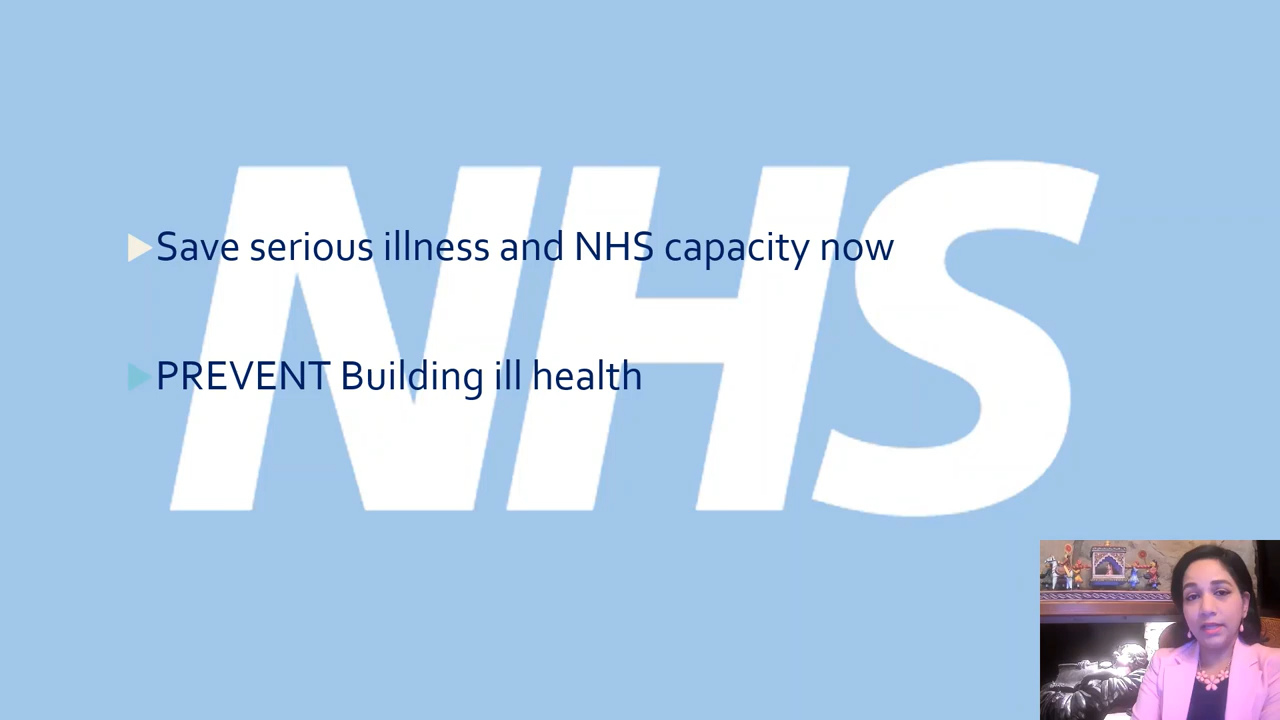 NHS
Save serious illness and NHS capacity now
PREVENT Building ill health